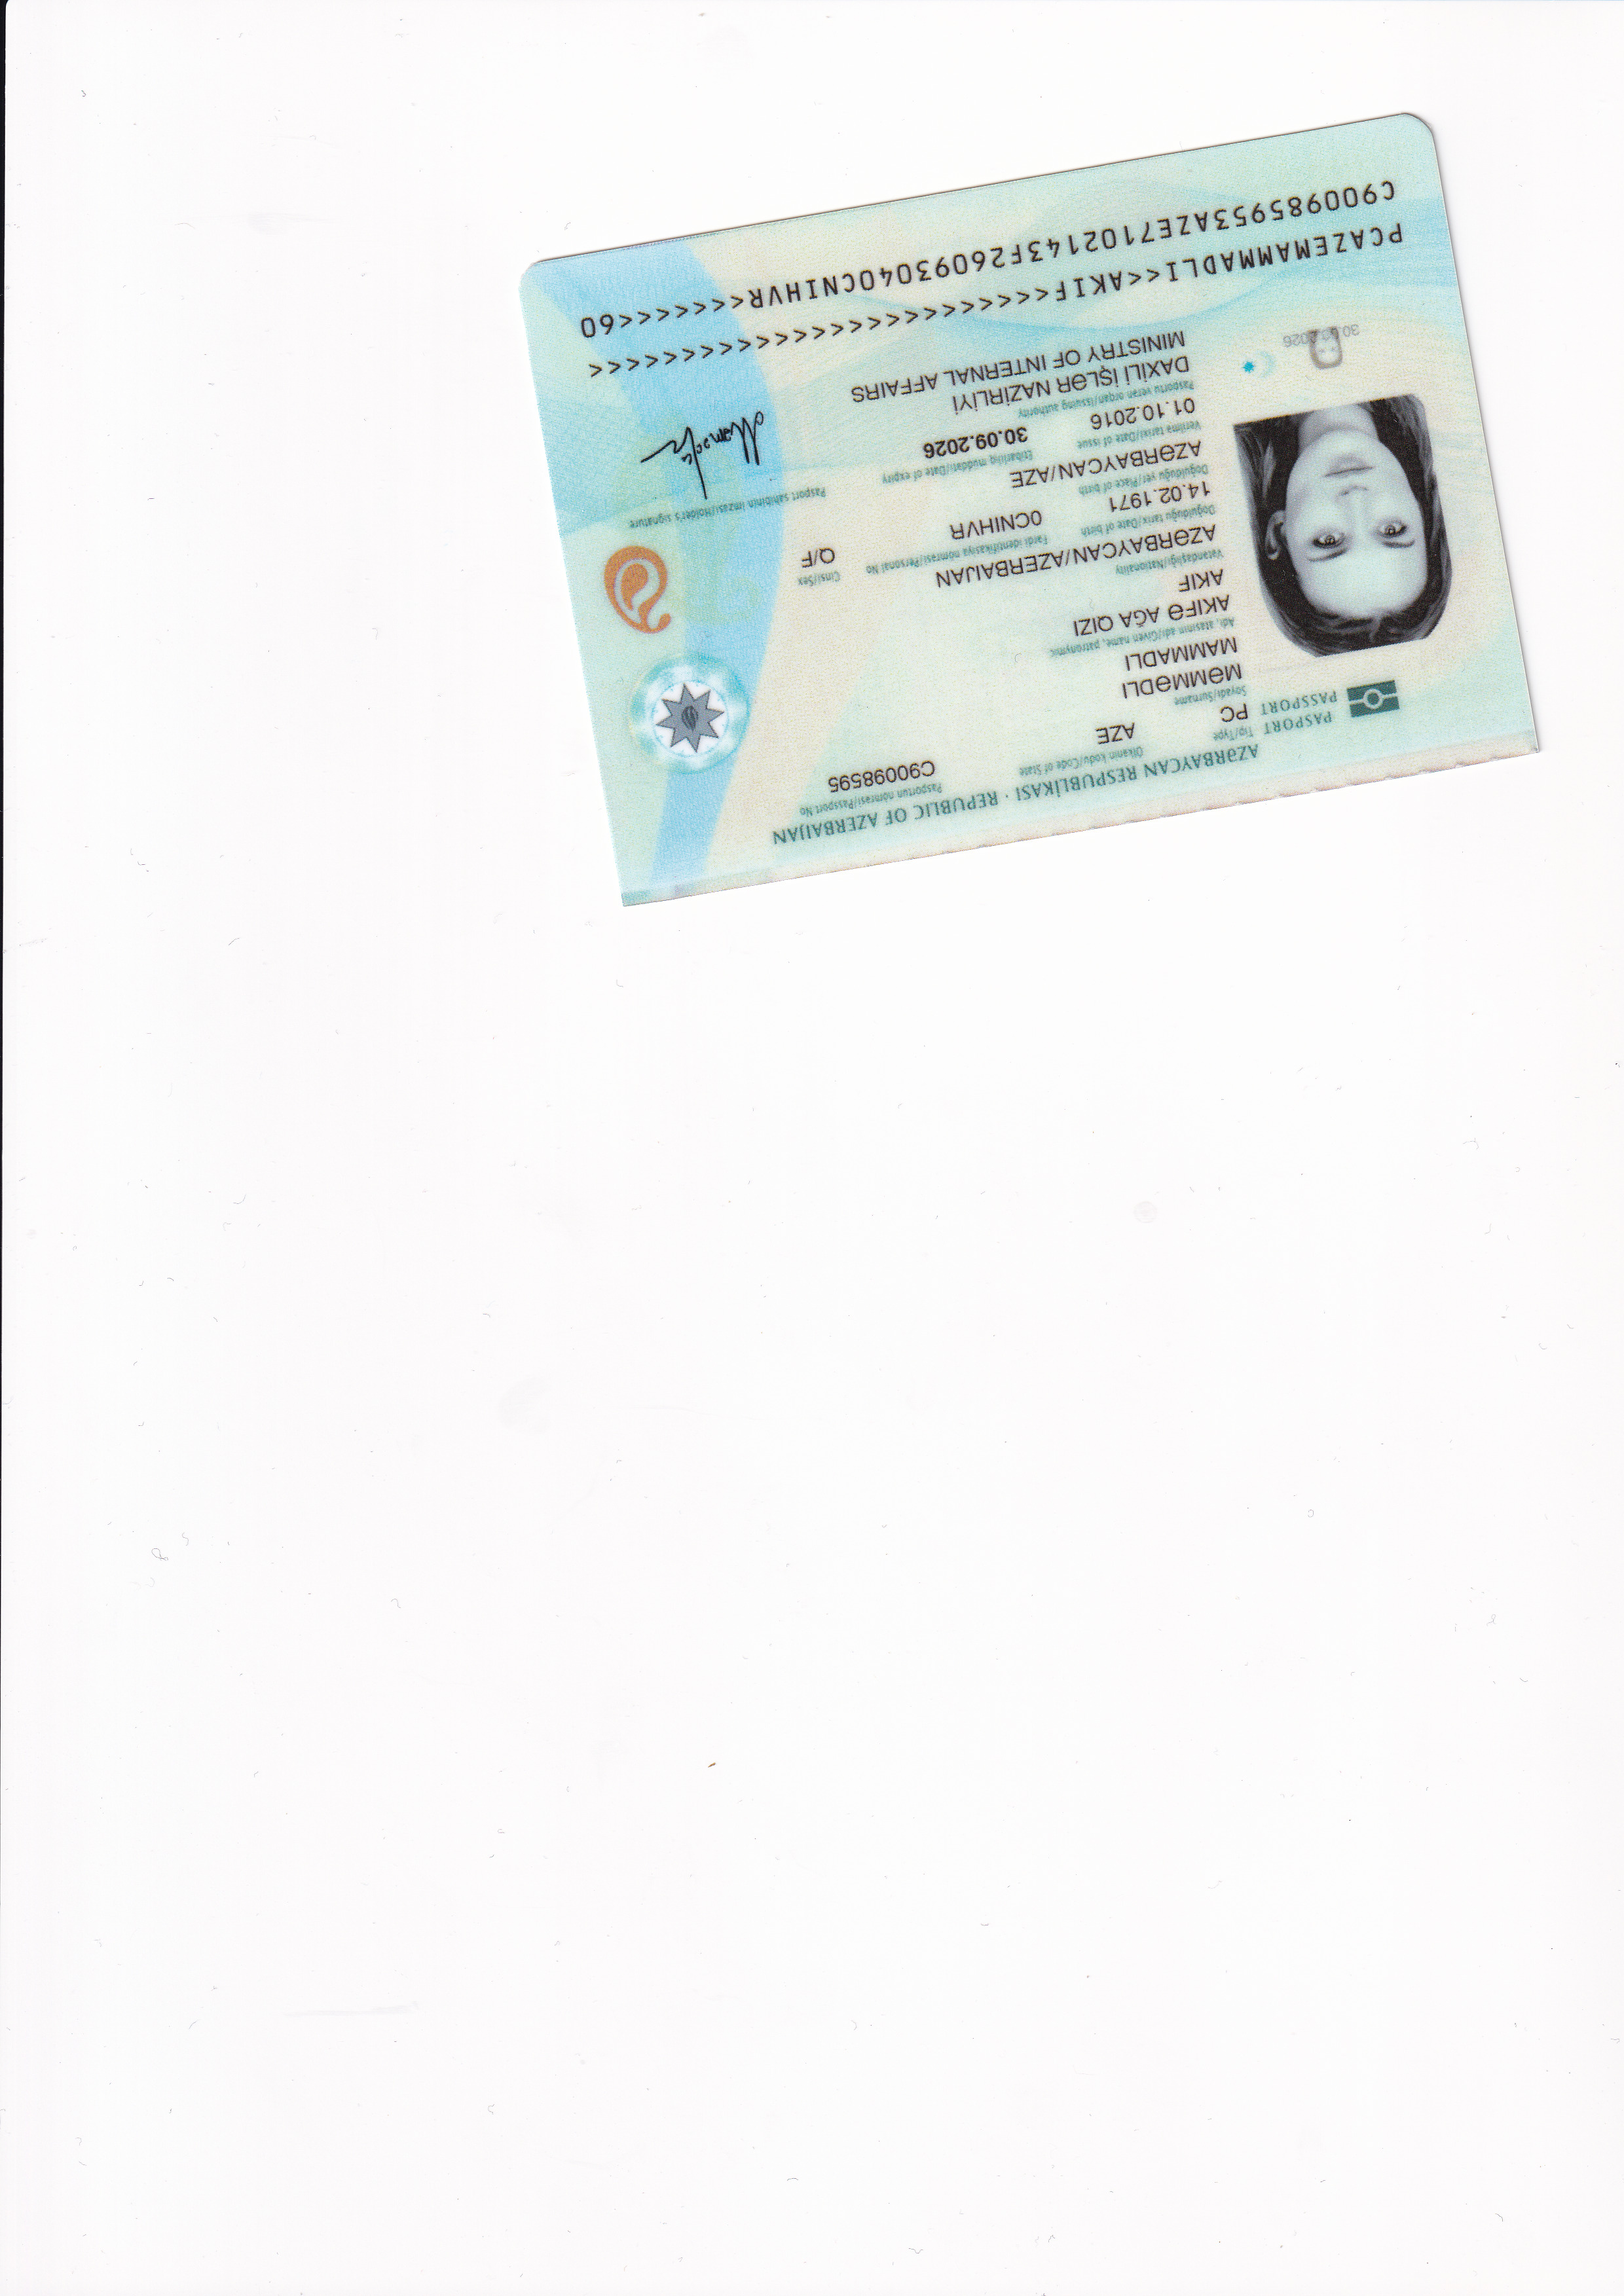 AZƏRBAYCAN RESPUBLİKASI · REPUBLIC OF AZERBAIJAN
PASPORT
PASSPORT
Tip/Type
Ölkənin kodu/Code of State
Pasportun nömrəsi/Passport No
PC
AZE
C90098595
Soyadı/Surname
MƏMMƏDLI
MAMMADLI
Adı, atasının adı/Given name, patronymic
AKIFƏ AĞA QIZI
AKIF
Vətəndaşlığı/Nationality
AZƏRBAYCAN/AZERBAIJAN
Doğulduğu tarix/Date of birth
Fərdi identifikasiya nömrəsi/Personal No
Cinsi/Sex
14.02.1971
0CNIHVR
Q/F
Doğulduğu yer/Place of birth
AZƏRBAYCAN/AZE
Verilmə tarixi/Date of issue
Etibarlılıq müddəti/Date of expiry
Pasport sahibinin imzası/Holder's signature
01.10.2016
30.09.2026
Pasportu verən orqan/Issuing authority
DAXİLİ İŞLƏR NAZİRLİYİ
MINISTRY OF INTERNAL AFFAIRS
30.09.2026
PCAZEMAMMADLI<<AKIF<<<<<<<<<<<<<<<<<<<<<<<<<
C900985953AZE7102143F26093040CNIHVR<<<<<<<60